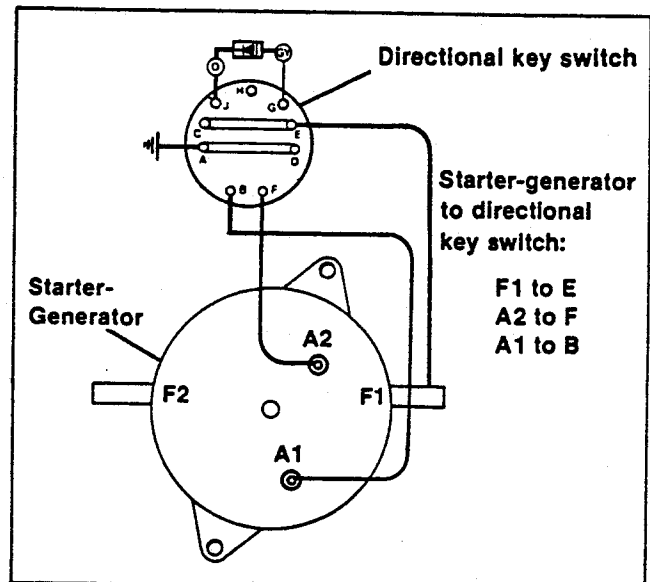 O
GY
Directional key switch
H
J
G
C
E
A
D
B
F
Starter-generator
to directional
key switch:
F1 to E
A2 to F
A1 to B
Starter-
Generator
A2
F2
F1
A1